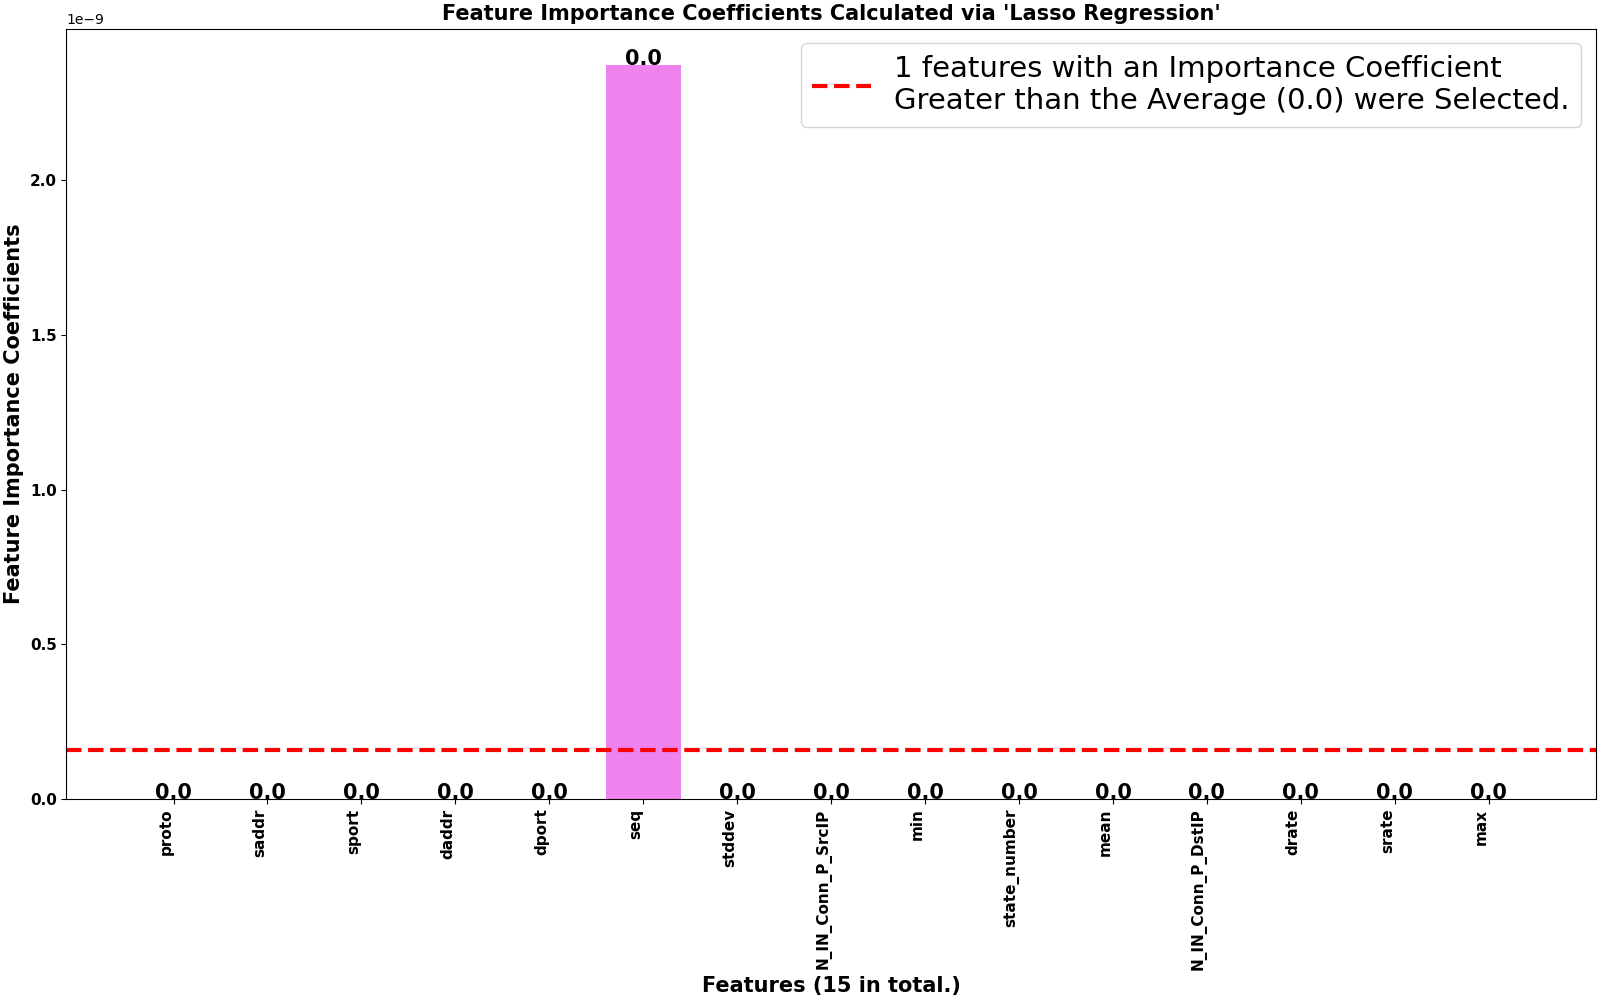 Feature Importance Coefficients Calculated via 'Lasso Regression'
1e−9
0.0
1 features with an Importance Coefficient
Greater than the Average (0.0) were Selected.
Feature Importance Coefficients
2.0
1.5
1.0
0.5
0.0
0.0 0.0 0.0 0.0 0.0 0.0 0.0 0.0 0.0 0.0 0.0 0.0 0.0 0.0
proto
saddr
sport
daddr
dport
seq
stddev
N_IN_Conn_P_SrcIP
min
state_number
mean
N_IN_Conn_P_DstIP
drate
srate
max
Features (15 in total.)